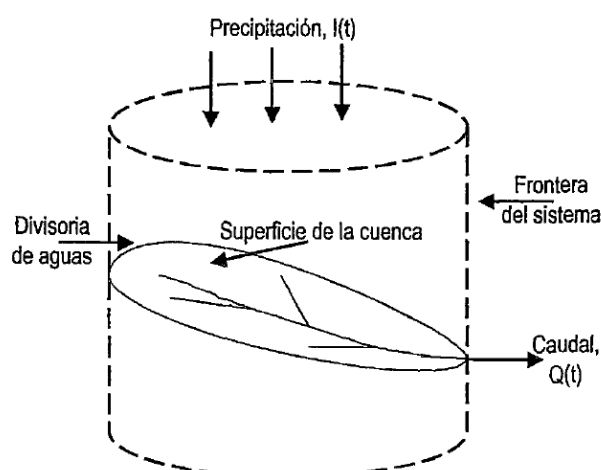 Precipitación, I(t)
Frontera
del sistema
Divisoria
de aguas
Superficie de la cuenca
Caudal,
Q(t)